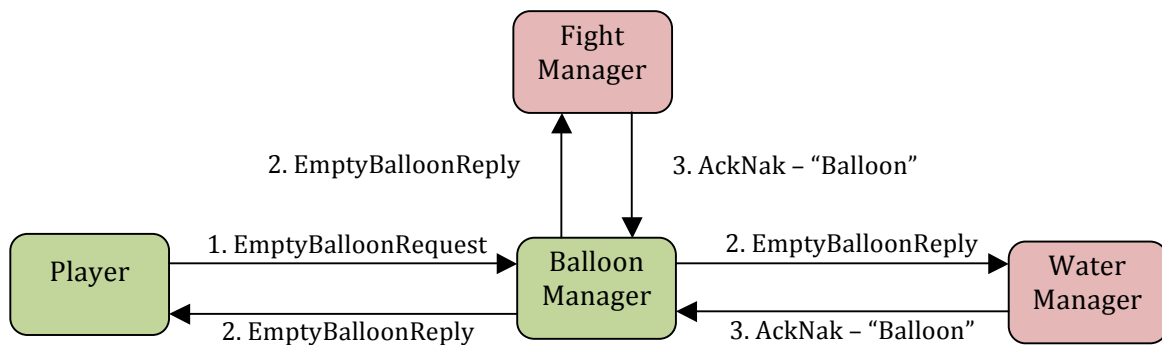 Fight
Manager
2. EmptyBalloonReply
3. AckNak – “Balloon”
Player
1. EmptyBalloonRequest
2. EmptyBalloonReply
Balloon
Manager
2. EmptyBalloonReply
3. AckNak – “Balloon”
Water
Manager